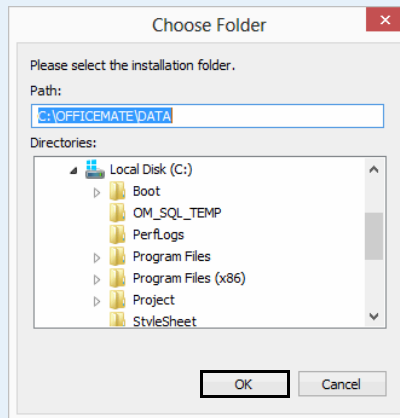 Choose Folder
Please select the installation folder.
Path:
C:\OFFICEMATE\DATA
Directories:
Local Disk (C:)
Boot
OM_SQL_TEMP
PerfLogs
Program Files
Program Files (x86)
Project
StyleSheet
OK Cancel